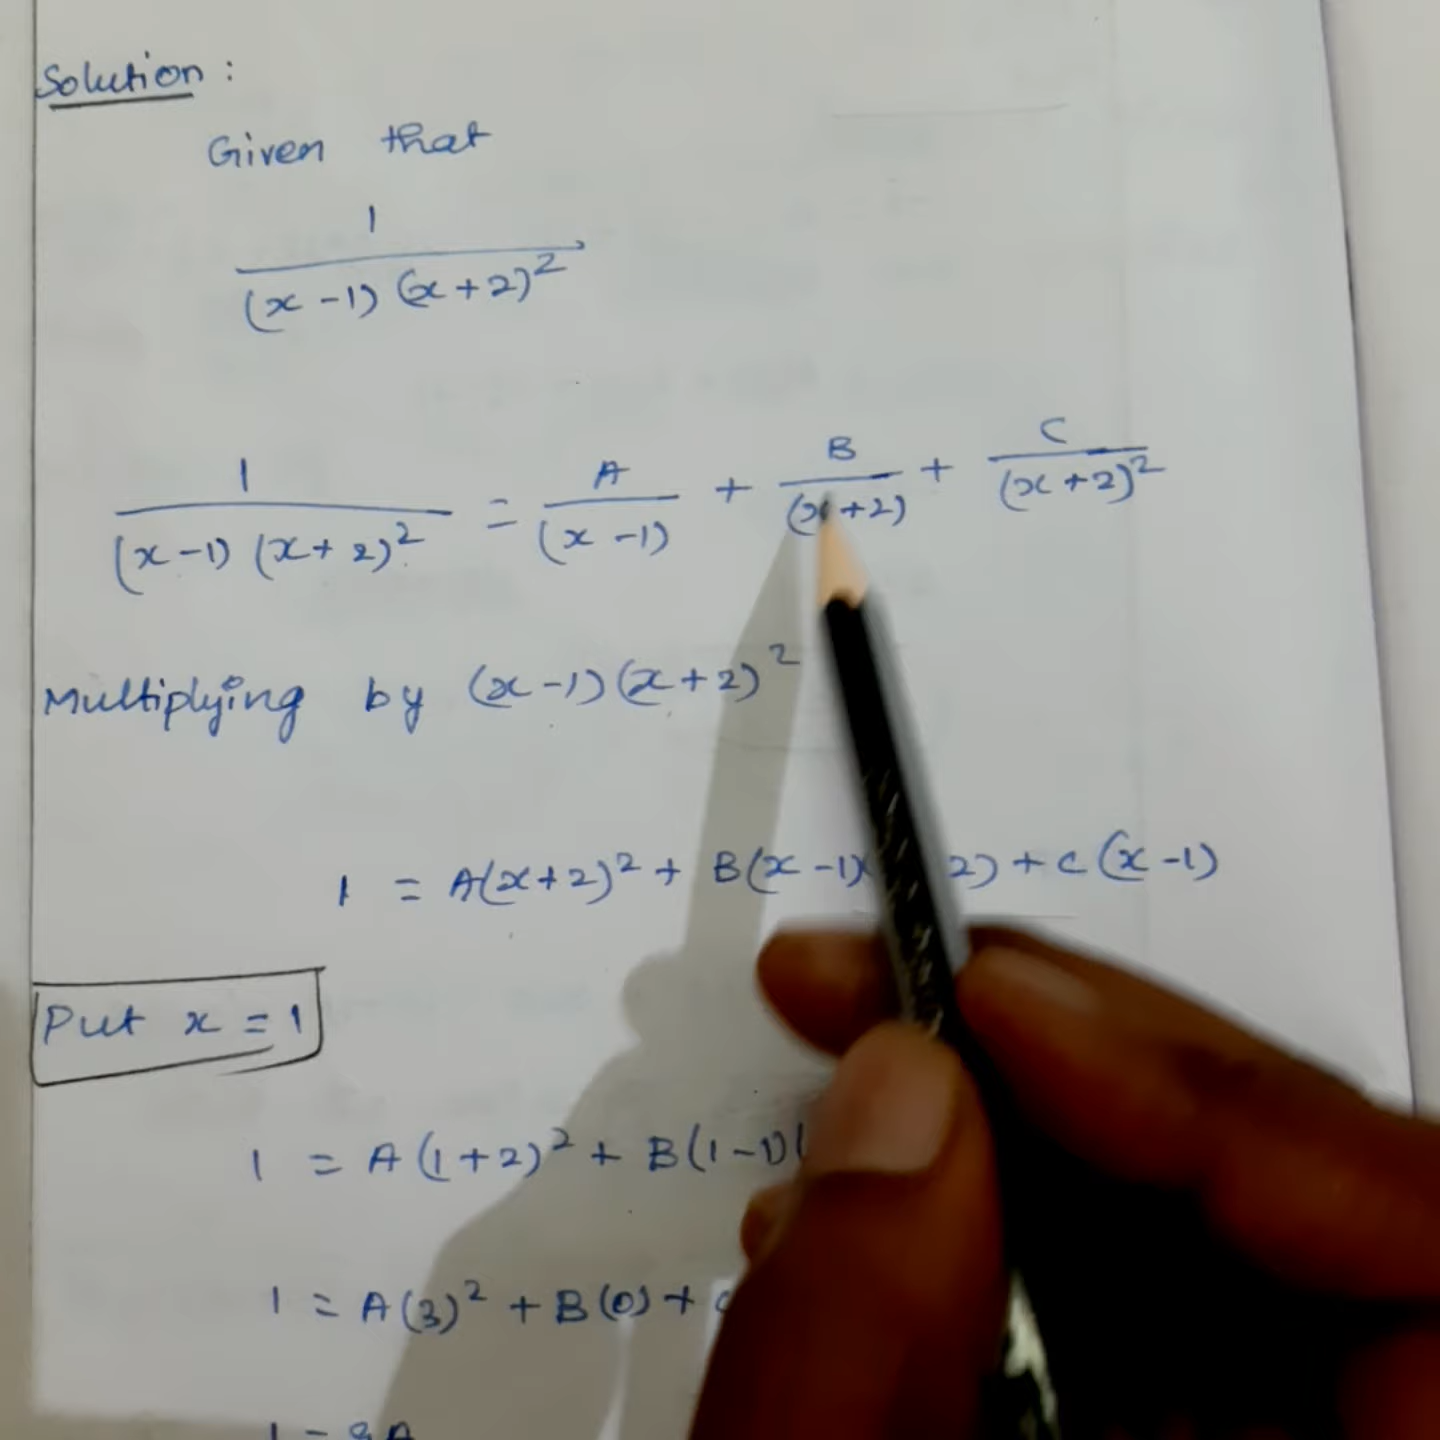 Solution :
Given that
1
(x-1) (x+2)²
1/((x-1) (x+2)²) = A/(x-1) + B/(x+2) + C/(x+2)²
Multiplying by (x-1)(x+2)²
1 = A(x+2)² + B(x-1)( 2) + C(x-1)
Put x = 1
1 = A(1+2)² + B(1-1)(
1 = A(3)² + B(0) +